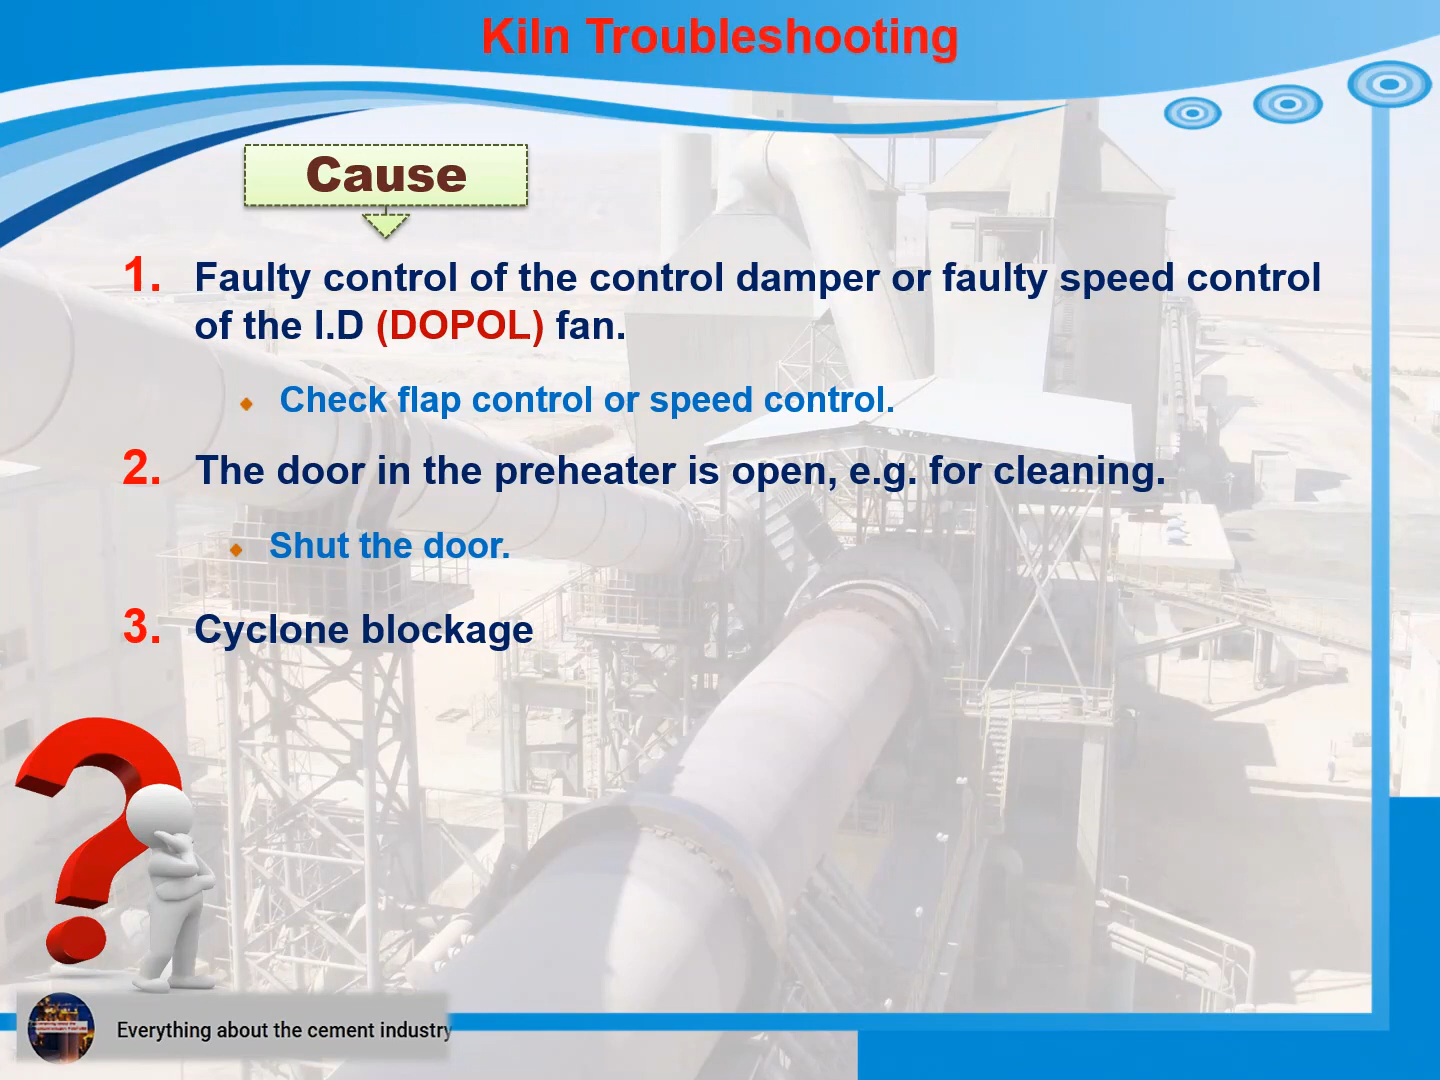 Kiln Troubleshooting
Cause
1. Faulty control of the control damper or faulty speed control
of the I.D (DOPOL) fan.
Check flap control or speed control.
2. The door in the preheater is open, e.g. for cleaning.
Shut the door.
3. Cyclone blockage
Everything about the cement industry